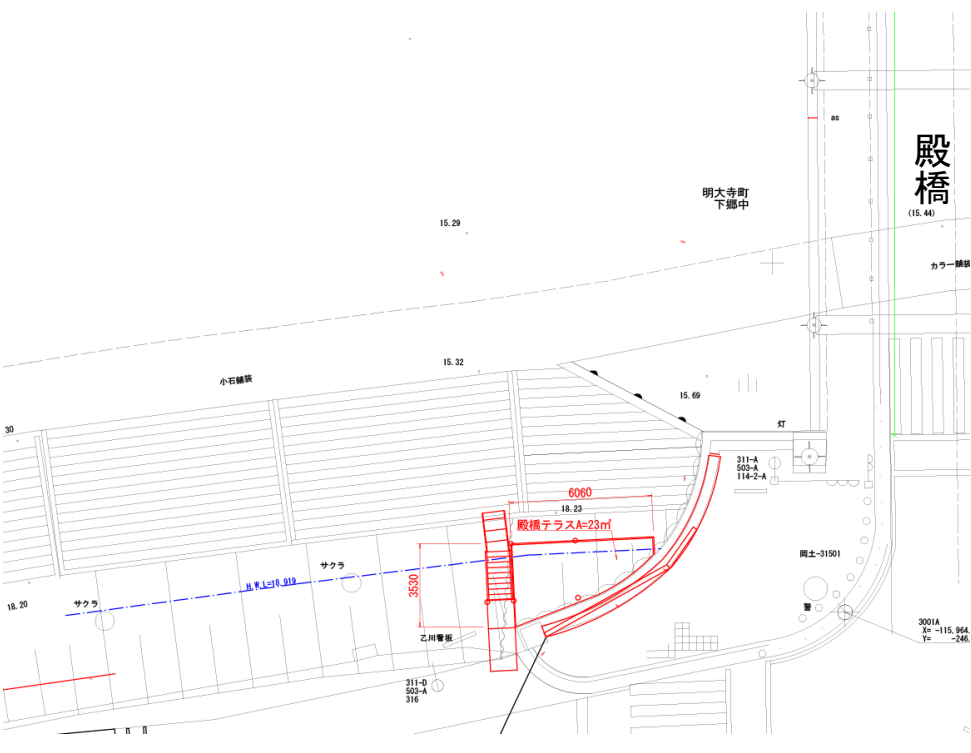 as
殿橋
(15.44)
明大寺町
下郷中
15.29
カラー舗装
15.32
小石舗装
15.69
30
灯
311-A
503-A
114-2-A
6060
18.23
殿橋テラスA=23㎡
岡土-31501
サクラ
H.W.L=18.919
3530
サクラ
18.20
警
乙川看板
3001A
X= -115,964.
Y= -246,
311-D
503-A
316